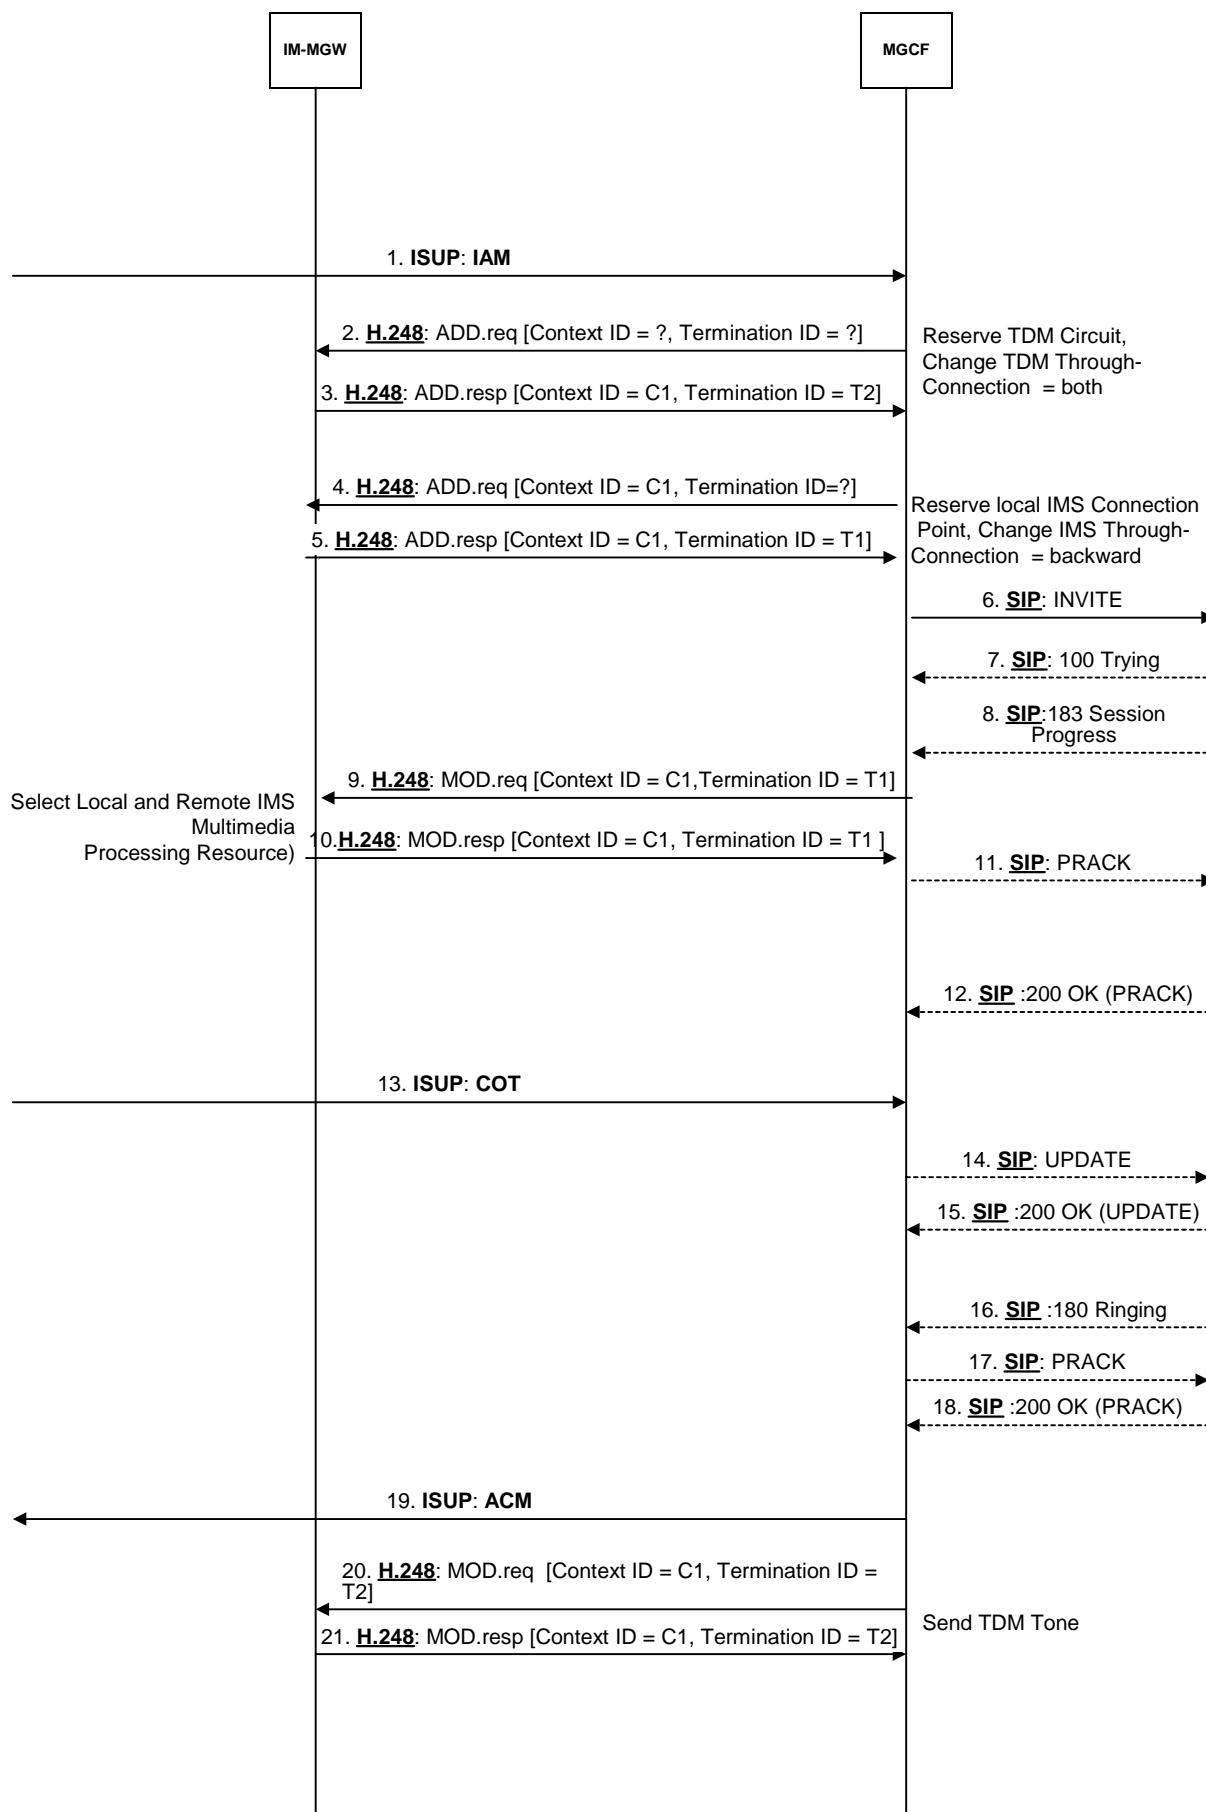 IM-MGW
MGCF
1. ISUP: IAM
2. H.248: ADD.req [Context ID = ?, Termination ID = ?]
Reserve TDM Circuit,
Change TDM Through-
Connection = both
3. H.248: ADD.resp [Context ID = C1, Termination ID = T2]
4. H.248: ADD.req [Context ID = C1, Termination ID=?]
Reserve local IMS Connection
Point, Change IMS Through-
Connection = backward
5. H.248: ADD.resp [Context ID = C1, Termination ID = T1]
6. SIP: INVITE
7. SIP: 100 Trying
8. SIP:183 Session
Progress
9. H.248: MOD.req [Context ID = C1,Termination ID = T1]
Select Local and Remote IMS
Multimedia
Processing Resource)
10.H.248: MOD.resp [Context ID = C1, Termination ID = T1 ]
11. SIP: PRACK
12. SIP :200 OK (PRACK)
13. ISUP: COT
14. SIP: UPDATE
15. SIP :200 OK (UPDATE)
16. SIP :180 Ringing
17. SIP: PRACK
18. SIP :200 OK (PRACK)
19. ISUP: ACM
20. H.248: MOD.req [Context ID = C1, Termination ID =
T2]
Send TDM Tone
21. H.248: MOD.resp [Context ID = C1, Termination ID = T2]